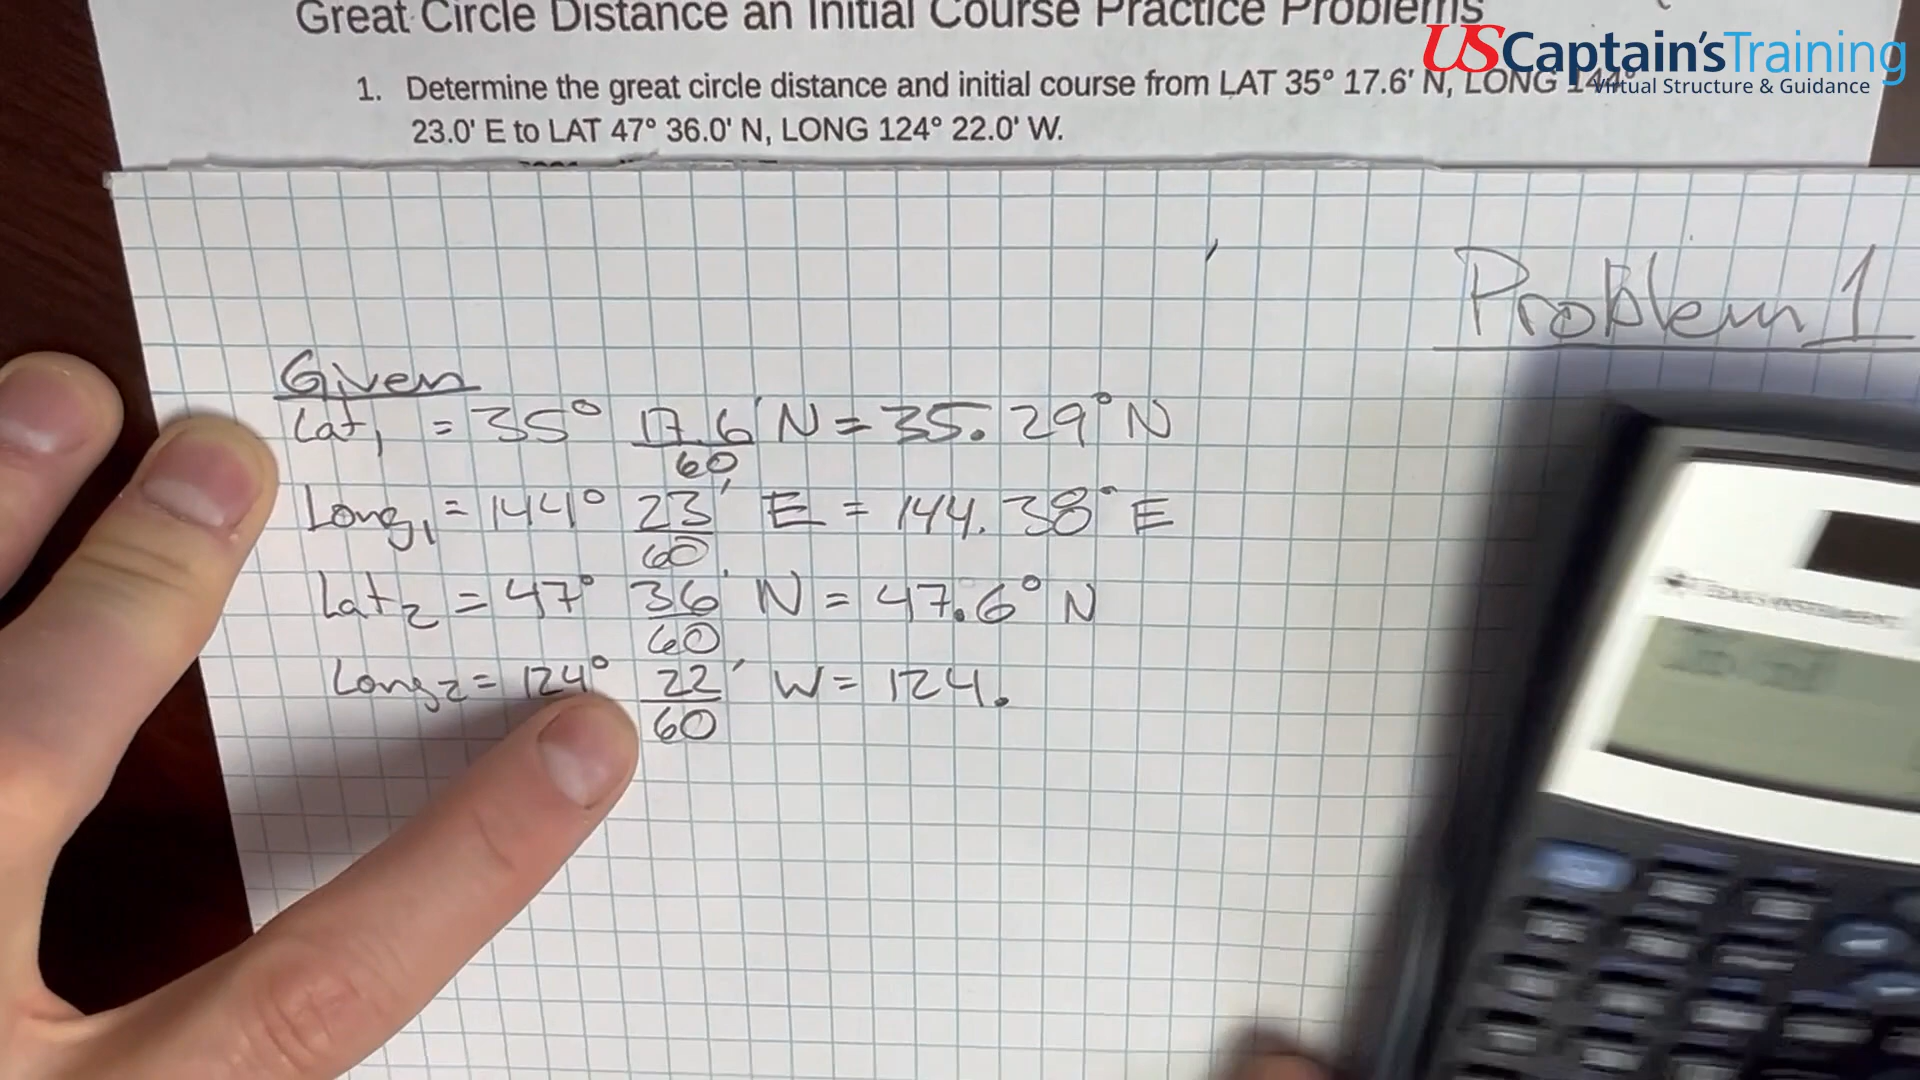 Great Circle Distance an Initial Course Practice Problems
USCaptain'sTraining
Virtual Structure & Guidance
1. Determine the great circle distance and initial course from LAT 35° 17.6' N, LONG 144°
23.0' E to LAT 47° 36.0' N, LONG 124° 22.0' W.
Problem 1
Given
Lat₁ = 35° 17.6'/60 N = 35.29° N
Long₁ = 144° 23'/60 E = 144.38° E
Lat₂ = 47° 36'/60 N = 47.6° N
Long₂ = 124° 22'/60 W = 124.